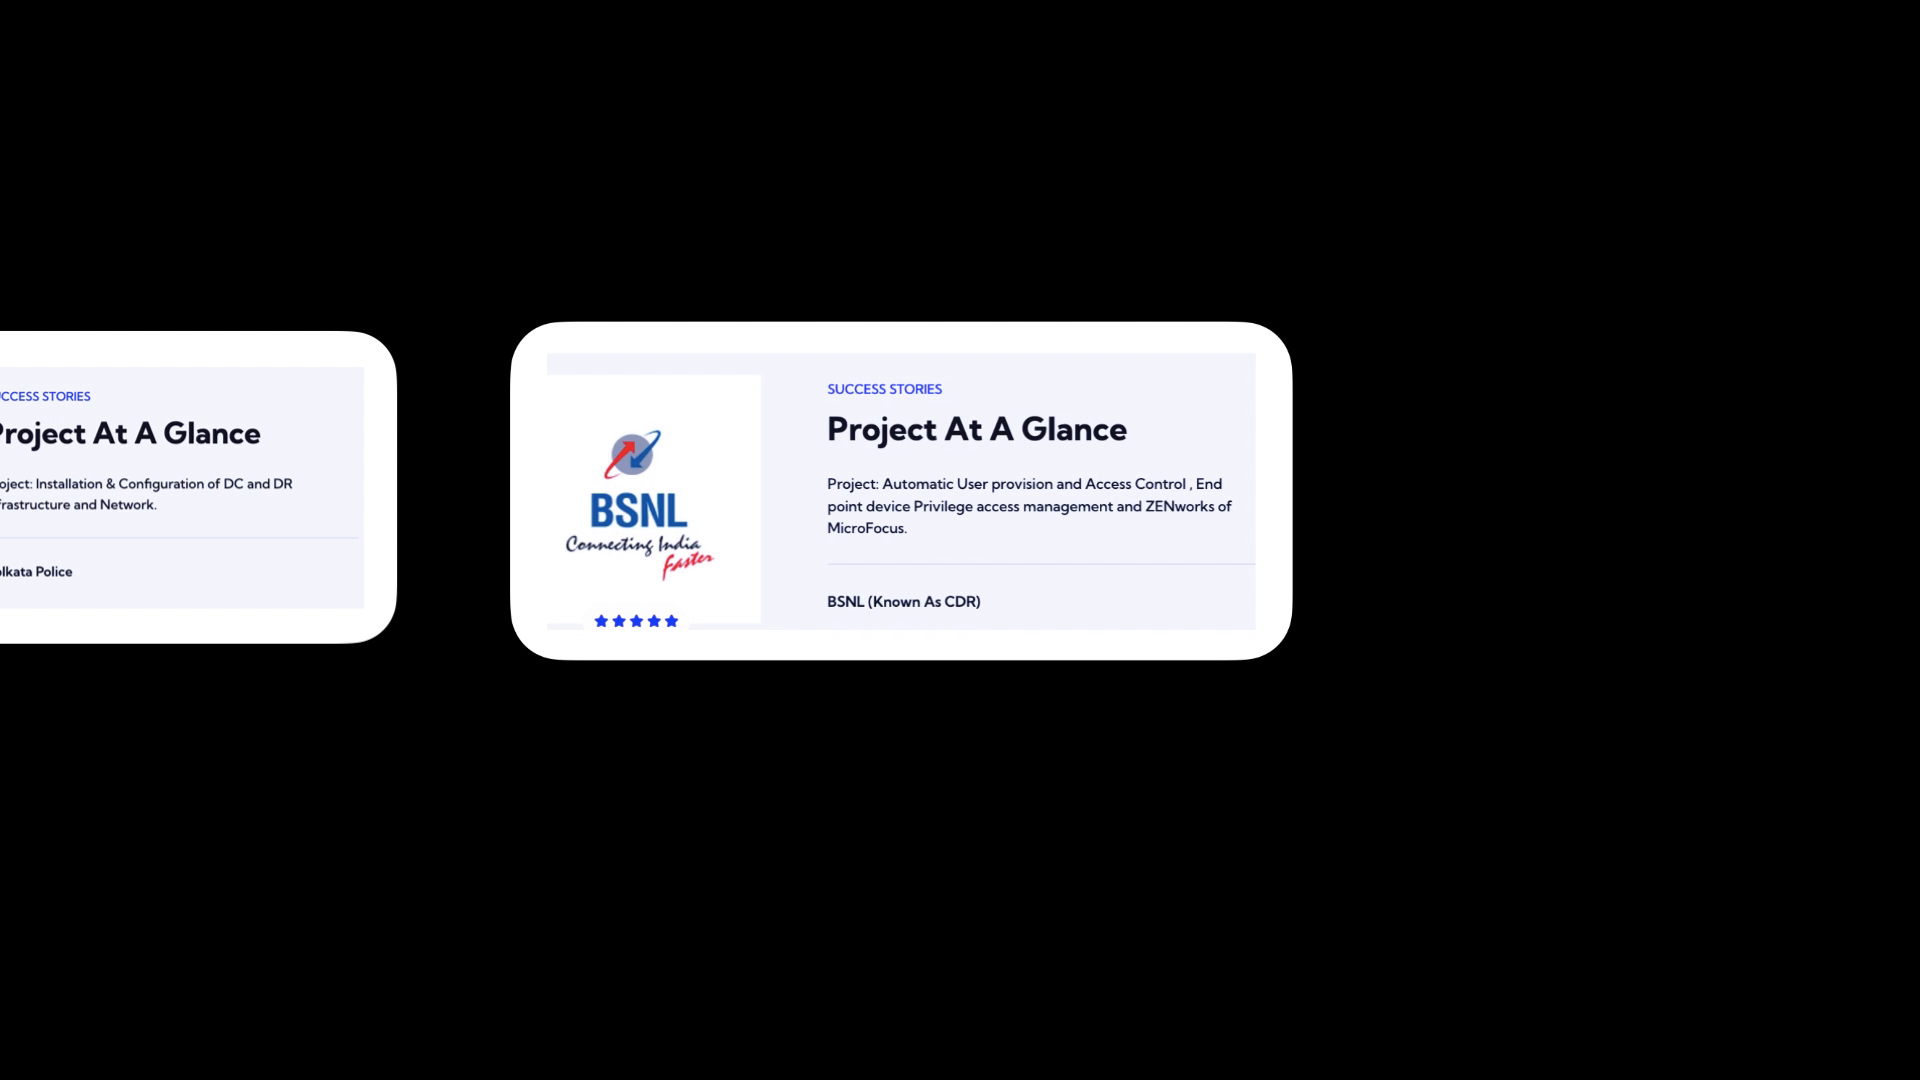 CCESS STORIES
Project At A Glance
oject: Installation & Configuration of DC and DR
frastructure and Network.
olkata Police
BSNL
Connecting India
Faster
SUCCESS STORIES
Project At A Glance
Project: Automatic User provision and Access Control , End
point device Privilege access management and ZENworks of
MicroFocus.
BSNL (Known As CDR)